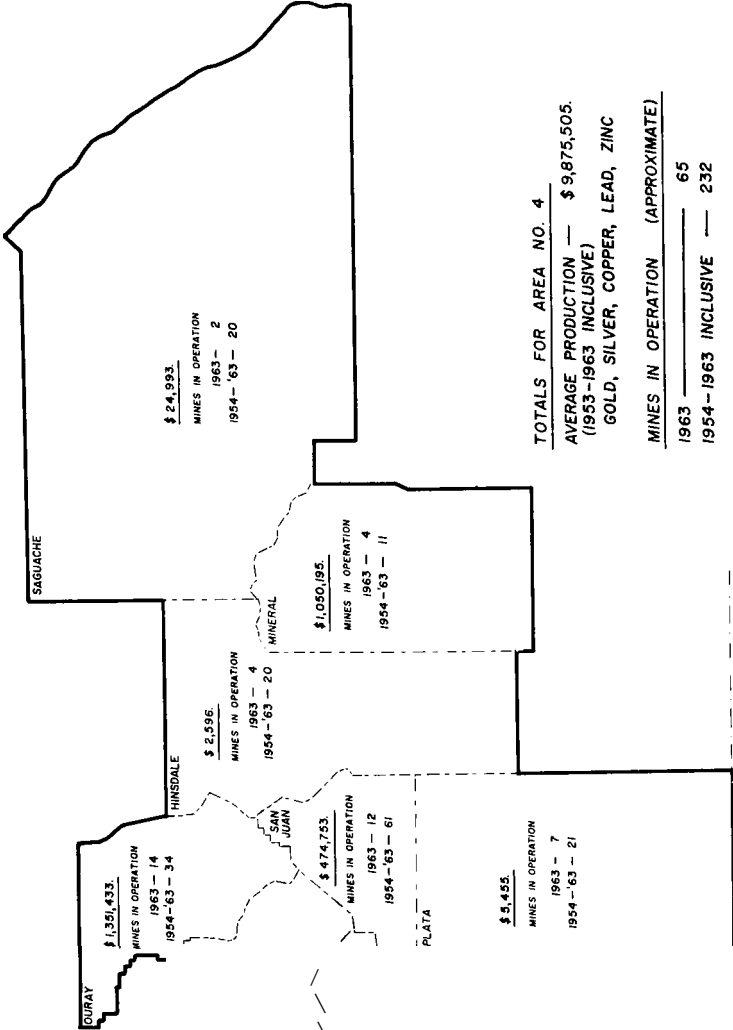 OURAY
$1,351,433.
MINES IN OPERATION
1963 – 14
1954–'63 – 34
HINSDALE
$2,596.
MINES IN OPERATION
1963 – 4
1954–'63 – 20
SAGUACHE
$24,993.
MINES IN OPERATION
1963 – 2
1954–'63 – 20
SAN
JUAN
$474,753.
MINES IN OPERATION
1963 – 12
1954–'63 – 61
MINERAL
$1,050,195.
MINES IN OPERATION
1963 – 4
1954–'63 – 11
PLATA
$5,455.
MINES IN OPERATION
1963 – 7
1954–'63 – 21
TOTALS FOR AREA NO. 4
AVERAGE PRODUCTION — $9,875,505.
(1953–1963 INCLUSIVE)
GOLD, SILVER, COPPER, LEAD, ZINC
MINES IN OPERATION (APPROXIMATE)
1963 — 65
1954–1963 INCLUSIVE — 232